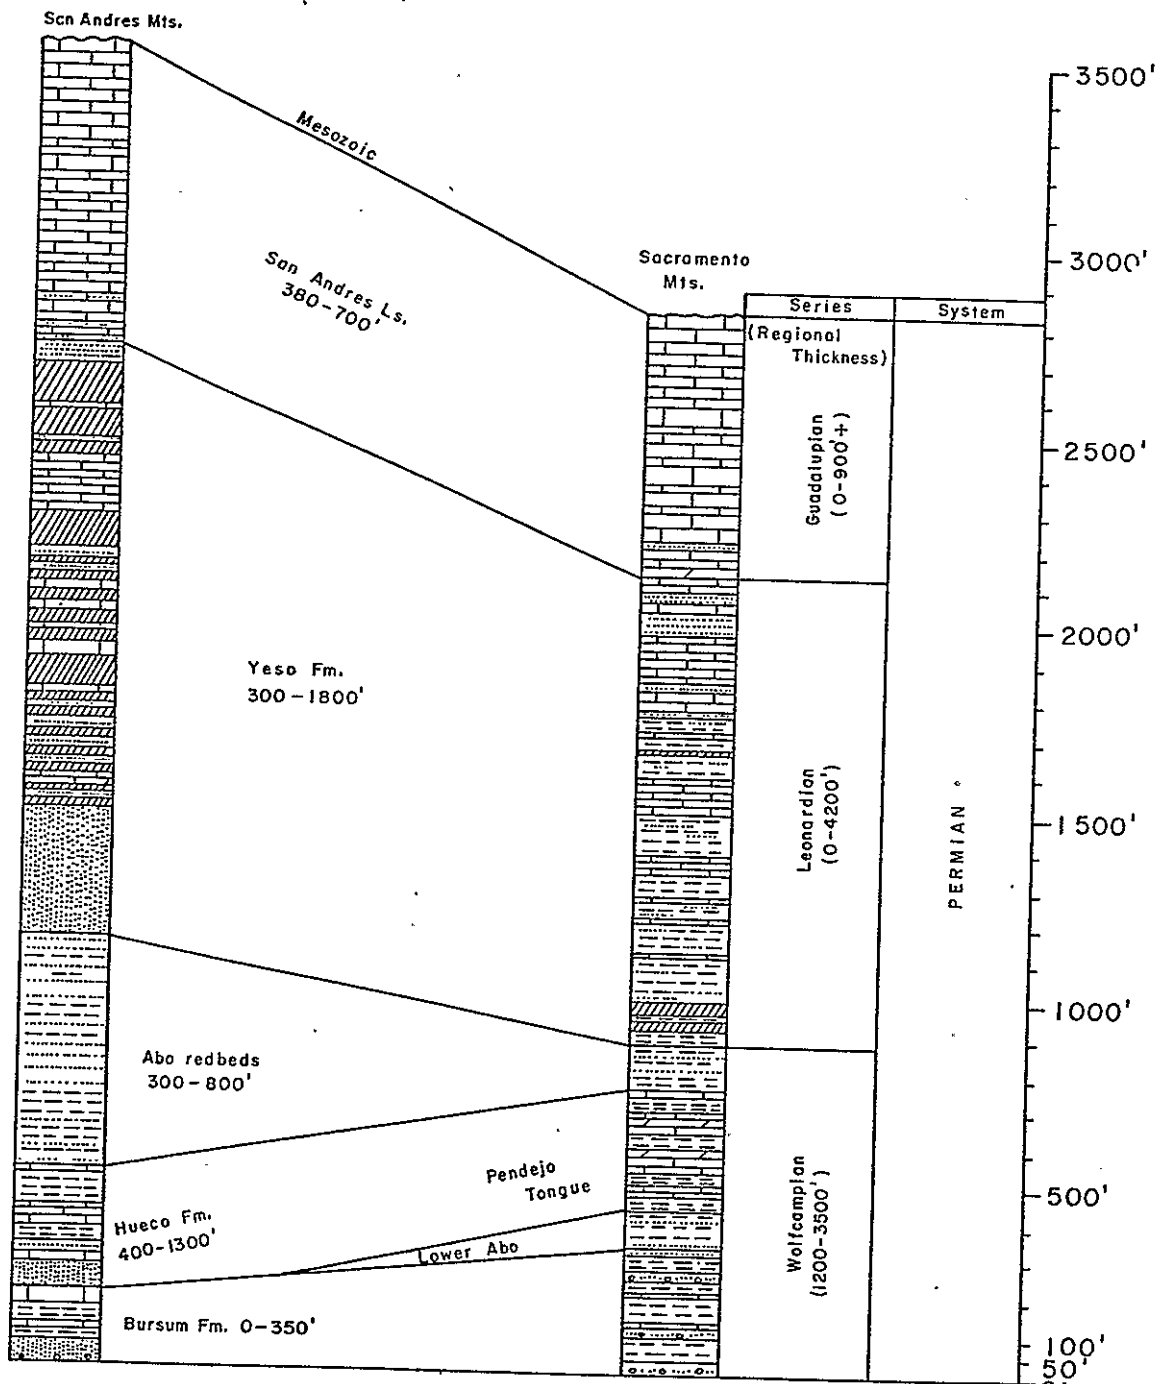 Scn Andres Mts.
3500'
Mesozoic
San Andres Ls.
380-700'
Sacramento
Mts.
3000'
Series
System
(Regional
Thickness)
Guadalupian
(0-900'+)
2500'
2000'
Yeso Fm.
300-1800'
Leonardian
(0-4200')
PERMIAN
1500'
1000'
Abo redbeds
300-800'
Pendejo
Tongue
500'
Hueco Fm.
400-1300'
Lower Abo
Wolfcampian
(1200-3500')
Bursum Fm. 0-350'
100'
50'